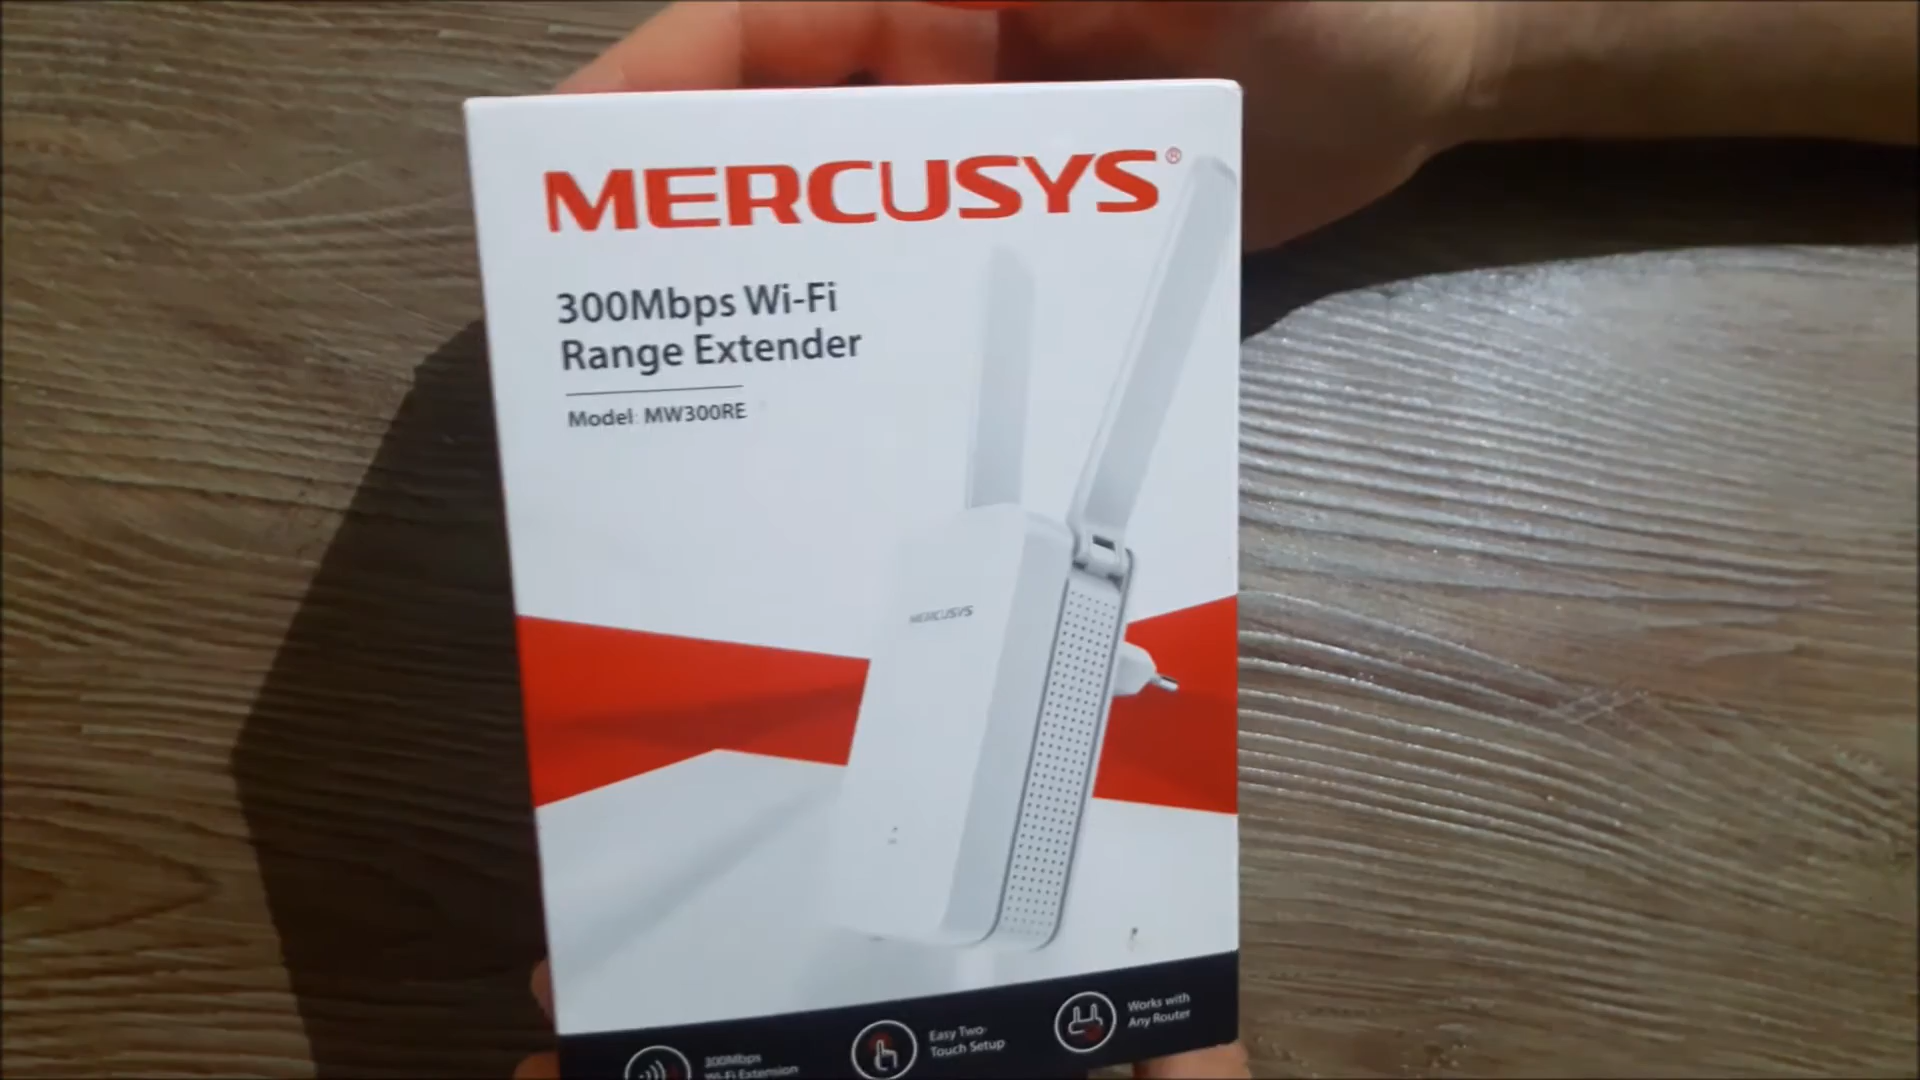 MERCUSYS®
300Mbps Wi-Fi
Range Extender
Model: MW300RE
MERCUSYS
300Mbps
Wi-Fi Extension
Easy Two-
Touch Setup
Works with
Any Router